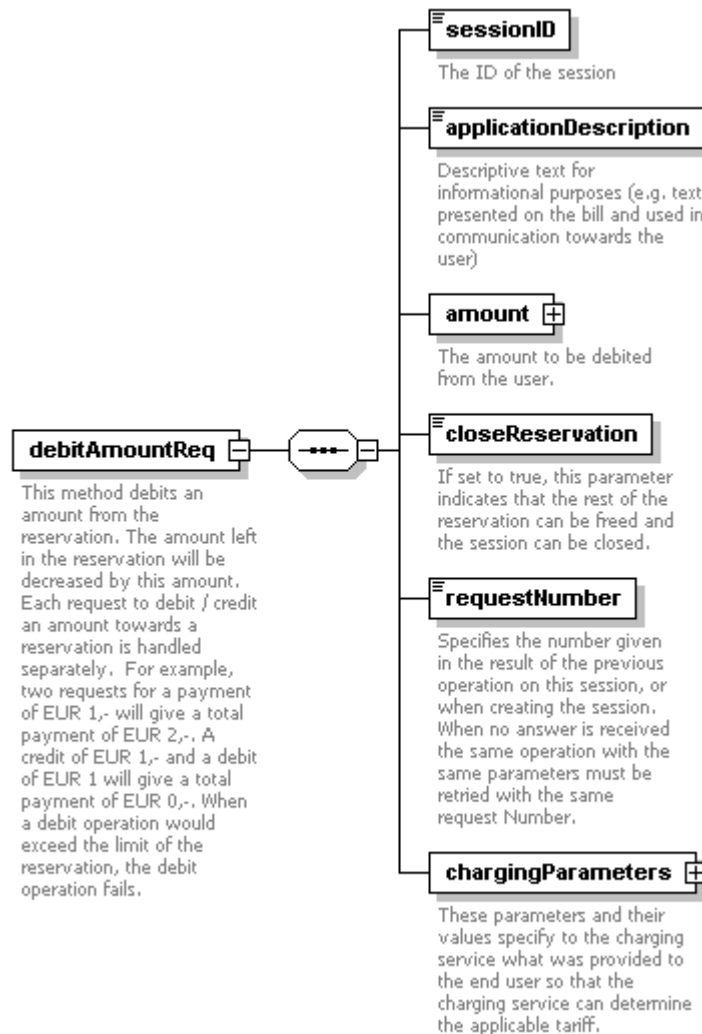 sessionID
The ID of the session
applicationDescription
Descriptive text for
informational purposes (e.g. text
presented on the bill and used in
communication towards the
user)
amount
The amount to be debited
from the user.
debitAmountReq
This method debits an
amount from the
reservation. The amount left
in the reservation will be
decreased by this amount.
Each request to debit / credit
an amount towards a
reservation is handled
separately.  For example,
two requests for a payment
of EUR 1,- will give a total
payment of EUR 2,-. A
credit of EUR 1,- and a debit
of EUR 1 will give a total
payment of EUR 0,-. When
a debit operation would
exceed the limit of the
reservation, the debit
operation fails.
closeReservation
If set to true, this parameter
indicates that the rest of the
reservation can be freed and
the session can be closed.
requestNumber
Specifies the number given
in the result of the previous
operation on this session, or
when creating the session.
When no answer is received
the same operation with the
same parameters must be
retried with the same
request Number.
chargingParameters
These parameters and their
values specify to the charging
service what was provided to
the end user so that the
charging service can determine
the applicable tariff.